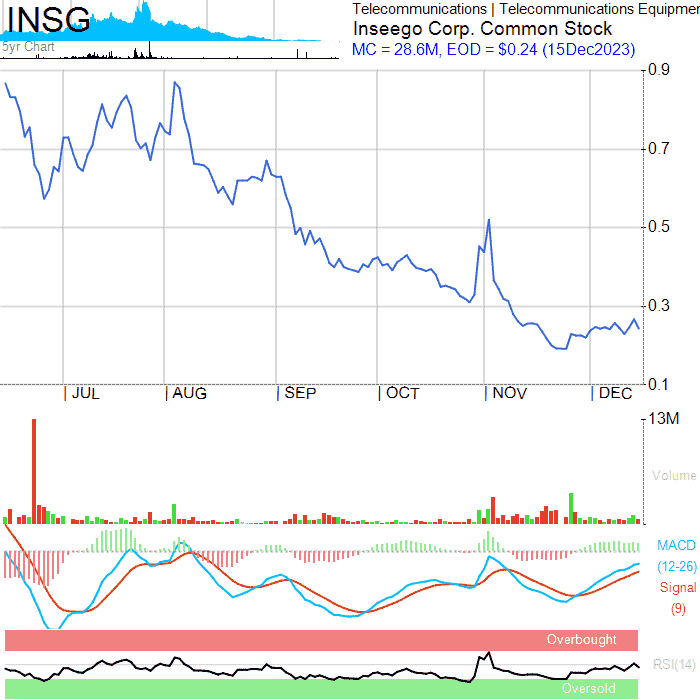 INSG
5yr Chart
Telecommunications | Telecommunications Equipmen
Inseego Corp. Common Stock
MC = 28.6M, EOD = $0.24 (15Dec2023)
0.9
0.7
0.5
0.3
0.1
| JUL | AUG | SEP | OCT | NOV | DEC
13M
Volume
MACD
(12-26)
Signal
(9)
Overbought
RSI(14)
Oversold